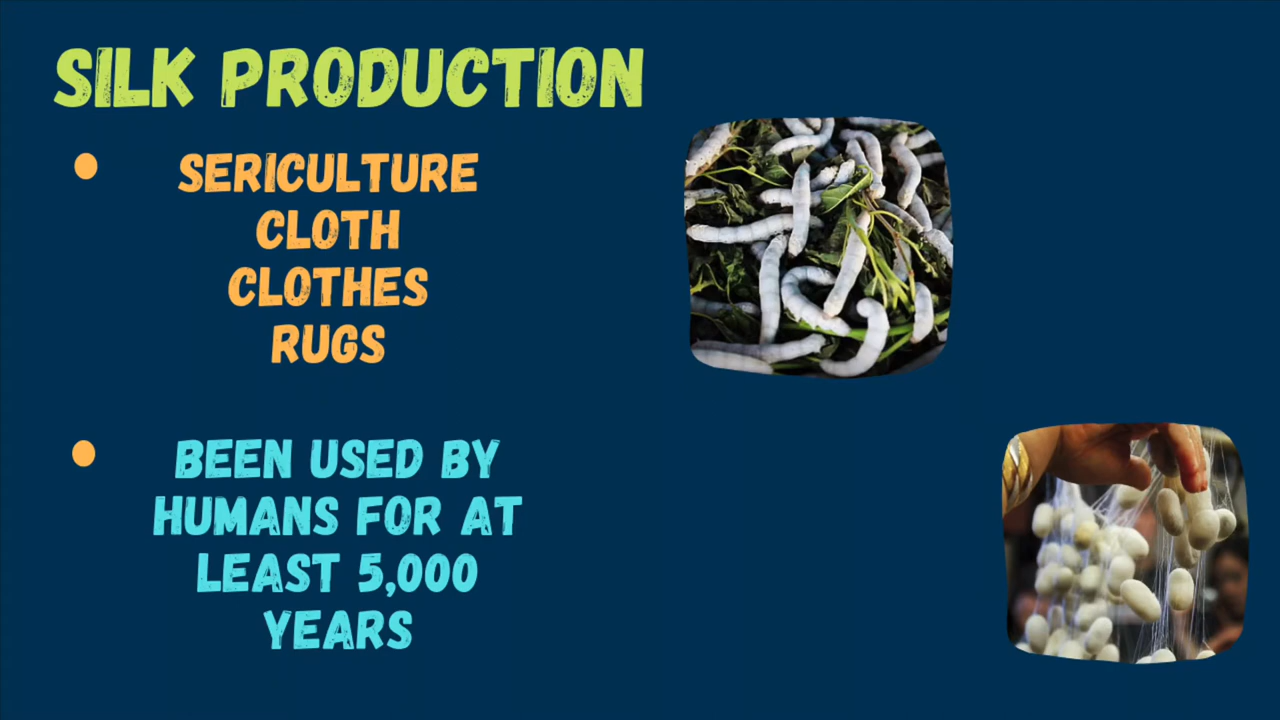 SILK PRODUCTION
SERICULTURE
CLOTH
CLOTHES
RUGS
BEEN USED BY
HUMANS FOR AT
LEAST 5,000
YEARS